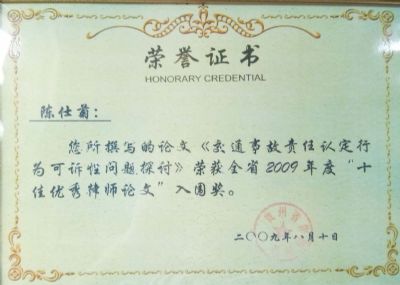 荣誉证书
HONORARY CREDENTIAL
陈仕菊：
您所撰写的论文《交通事故责任认定行
为可诉性问题探讨》荣获全省2009年度“十
佳优秀律师论文”入围奖。
二〇〇九年八月十日